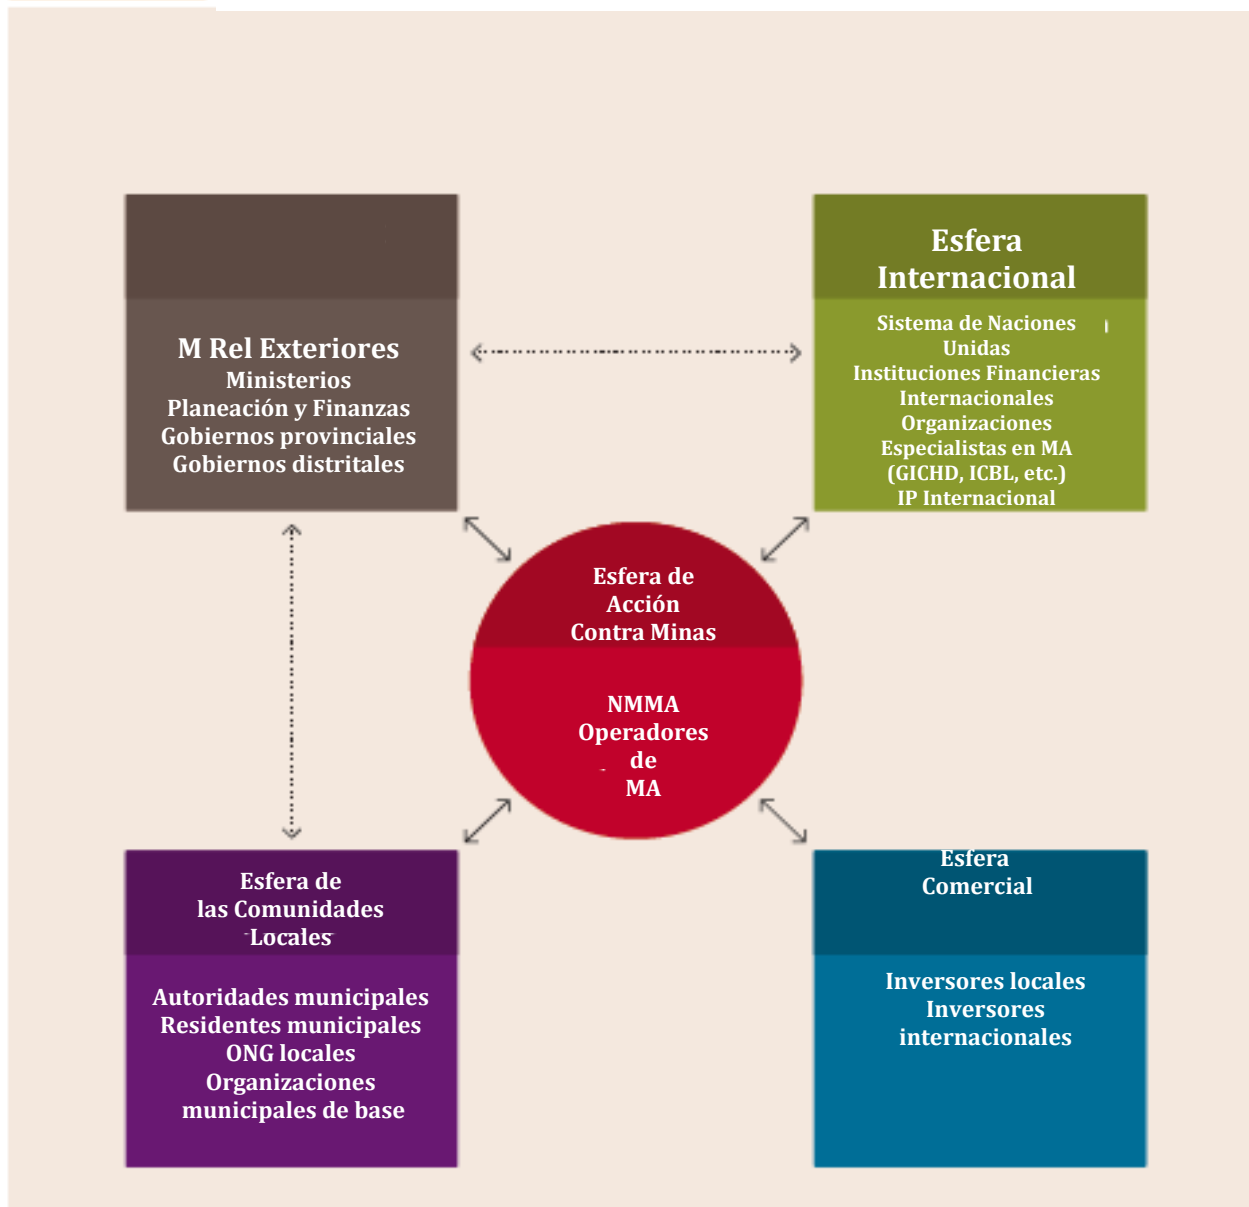 M Rel Exteriores
Ministerios
Planeación y Finanzas
Gobiernos provinciales
Gobiernos distritales
Esfera
Internacional
Sistema de Naciones
Unidas
Instituciones Financieras
Internacionales
Organizaciones
Especialistas en MA
(GICHD, ICBL, etc.)
IP Internacional
Esfera de
Acción
Contra Minas
NMMA
Operadores
de
MA
Esfera de
las Comunidades
Locales
Autoridades municipales
Residentes municipales
ONG locales
Organizaciones
municipales de base
Esfera
Comercial
Inversores locales
Inversores
internacionales